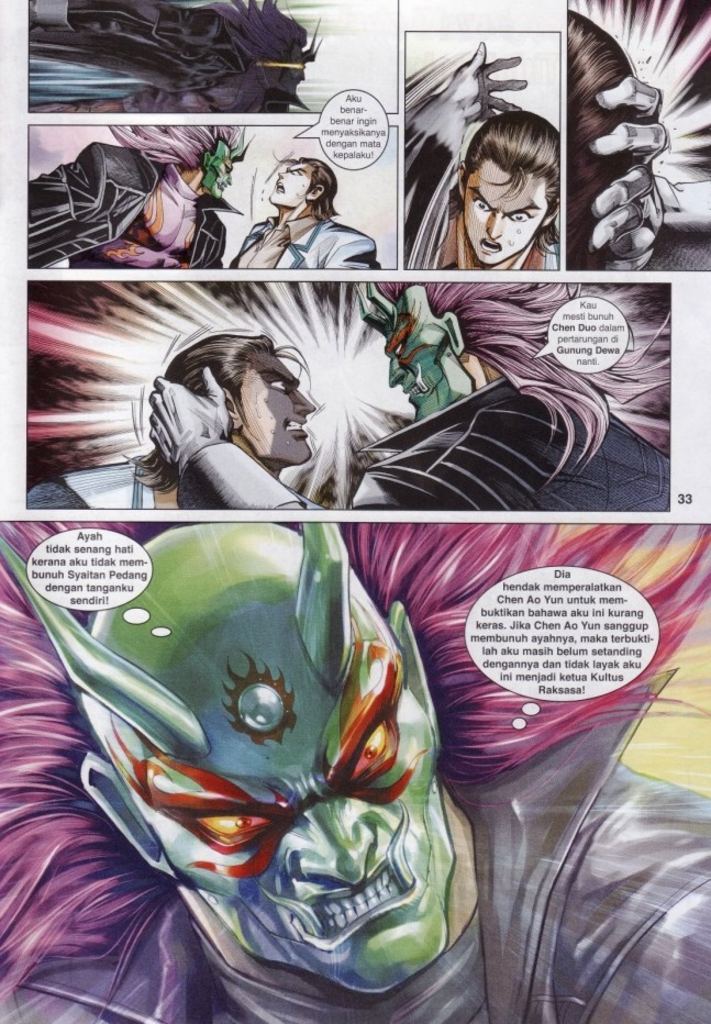 Aku
benar-
benar ingin
menyaksikanya
dengan mata
kepalaku!
Kau
mesti bunuh
Chen Duo dalam
pertarungan di
Gunung Dewa
nanti.
33
Ayah
tidak senang hati
kerana aku tidak mem-
bunuh Syaitan Pedang
dengan tanganku
sendiri!
Dia
hendak memperalatkan
Chen Ao Yun untuk mem-
buktikan bahawa aku ini kurang
keras. Jika Chen Ao Yun sanggup
membunuh ayahnya, maka terbukti-
lah aku masih belum setanding
dengannya dan tidak layak aku
ini menjadi ketua Kultus
Raksasa!